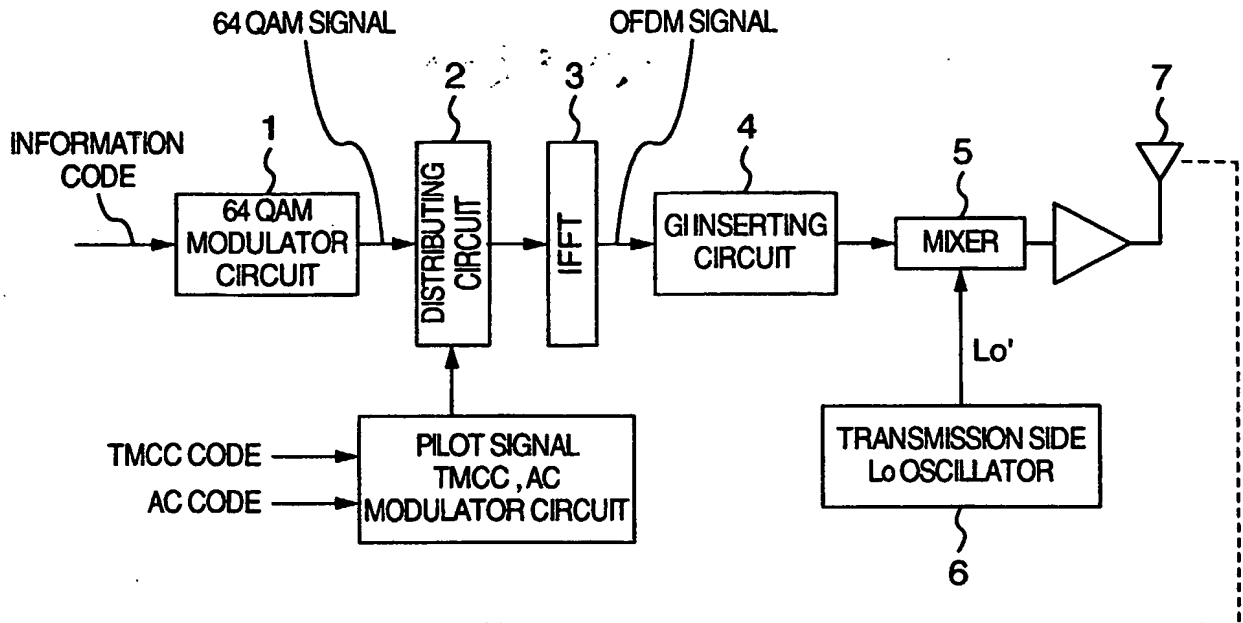 64 QAM SIGNAL
OFDM SIGNAL
INFORMATION
CODE
1
2
3
4
5
7
64 QAM
MODULATOR
CIRCUIT
DISTRIBUTING
CIRCUIT
IFFT
GI INSERTING
CIRCUIT
MIXER
Lo'
TMCC CODE
AC CODE
PILOT SIGNAL
TMCC , AC
MODULATOR CIRCUIT
TRANSMISSION SIDE
Lo OSCILLATOR
6